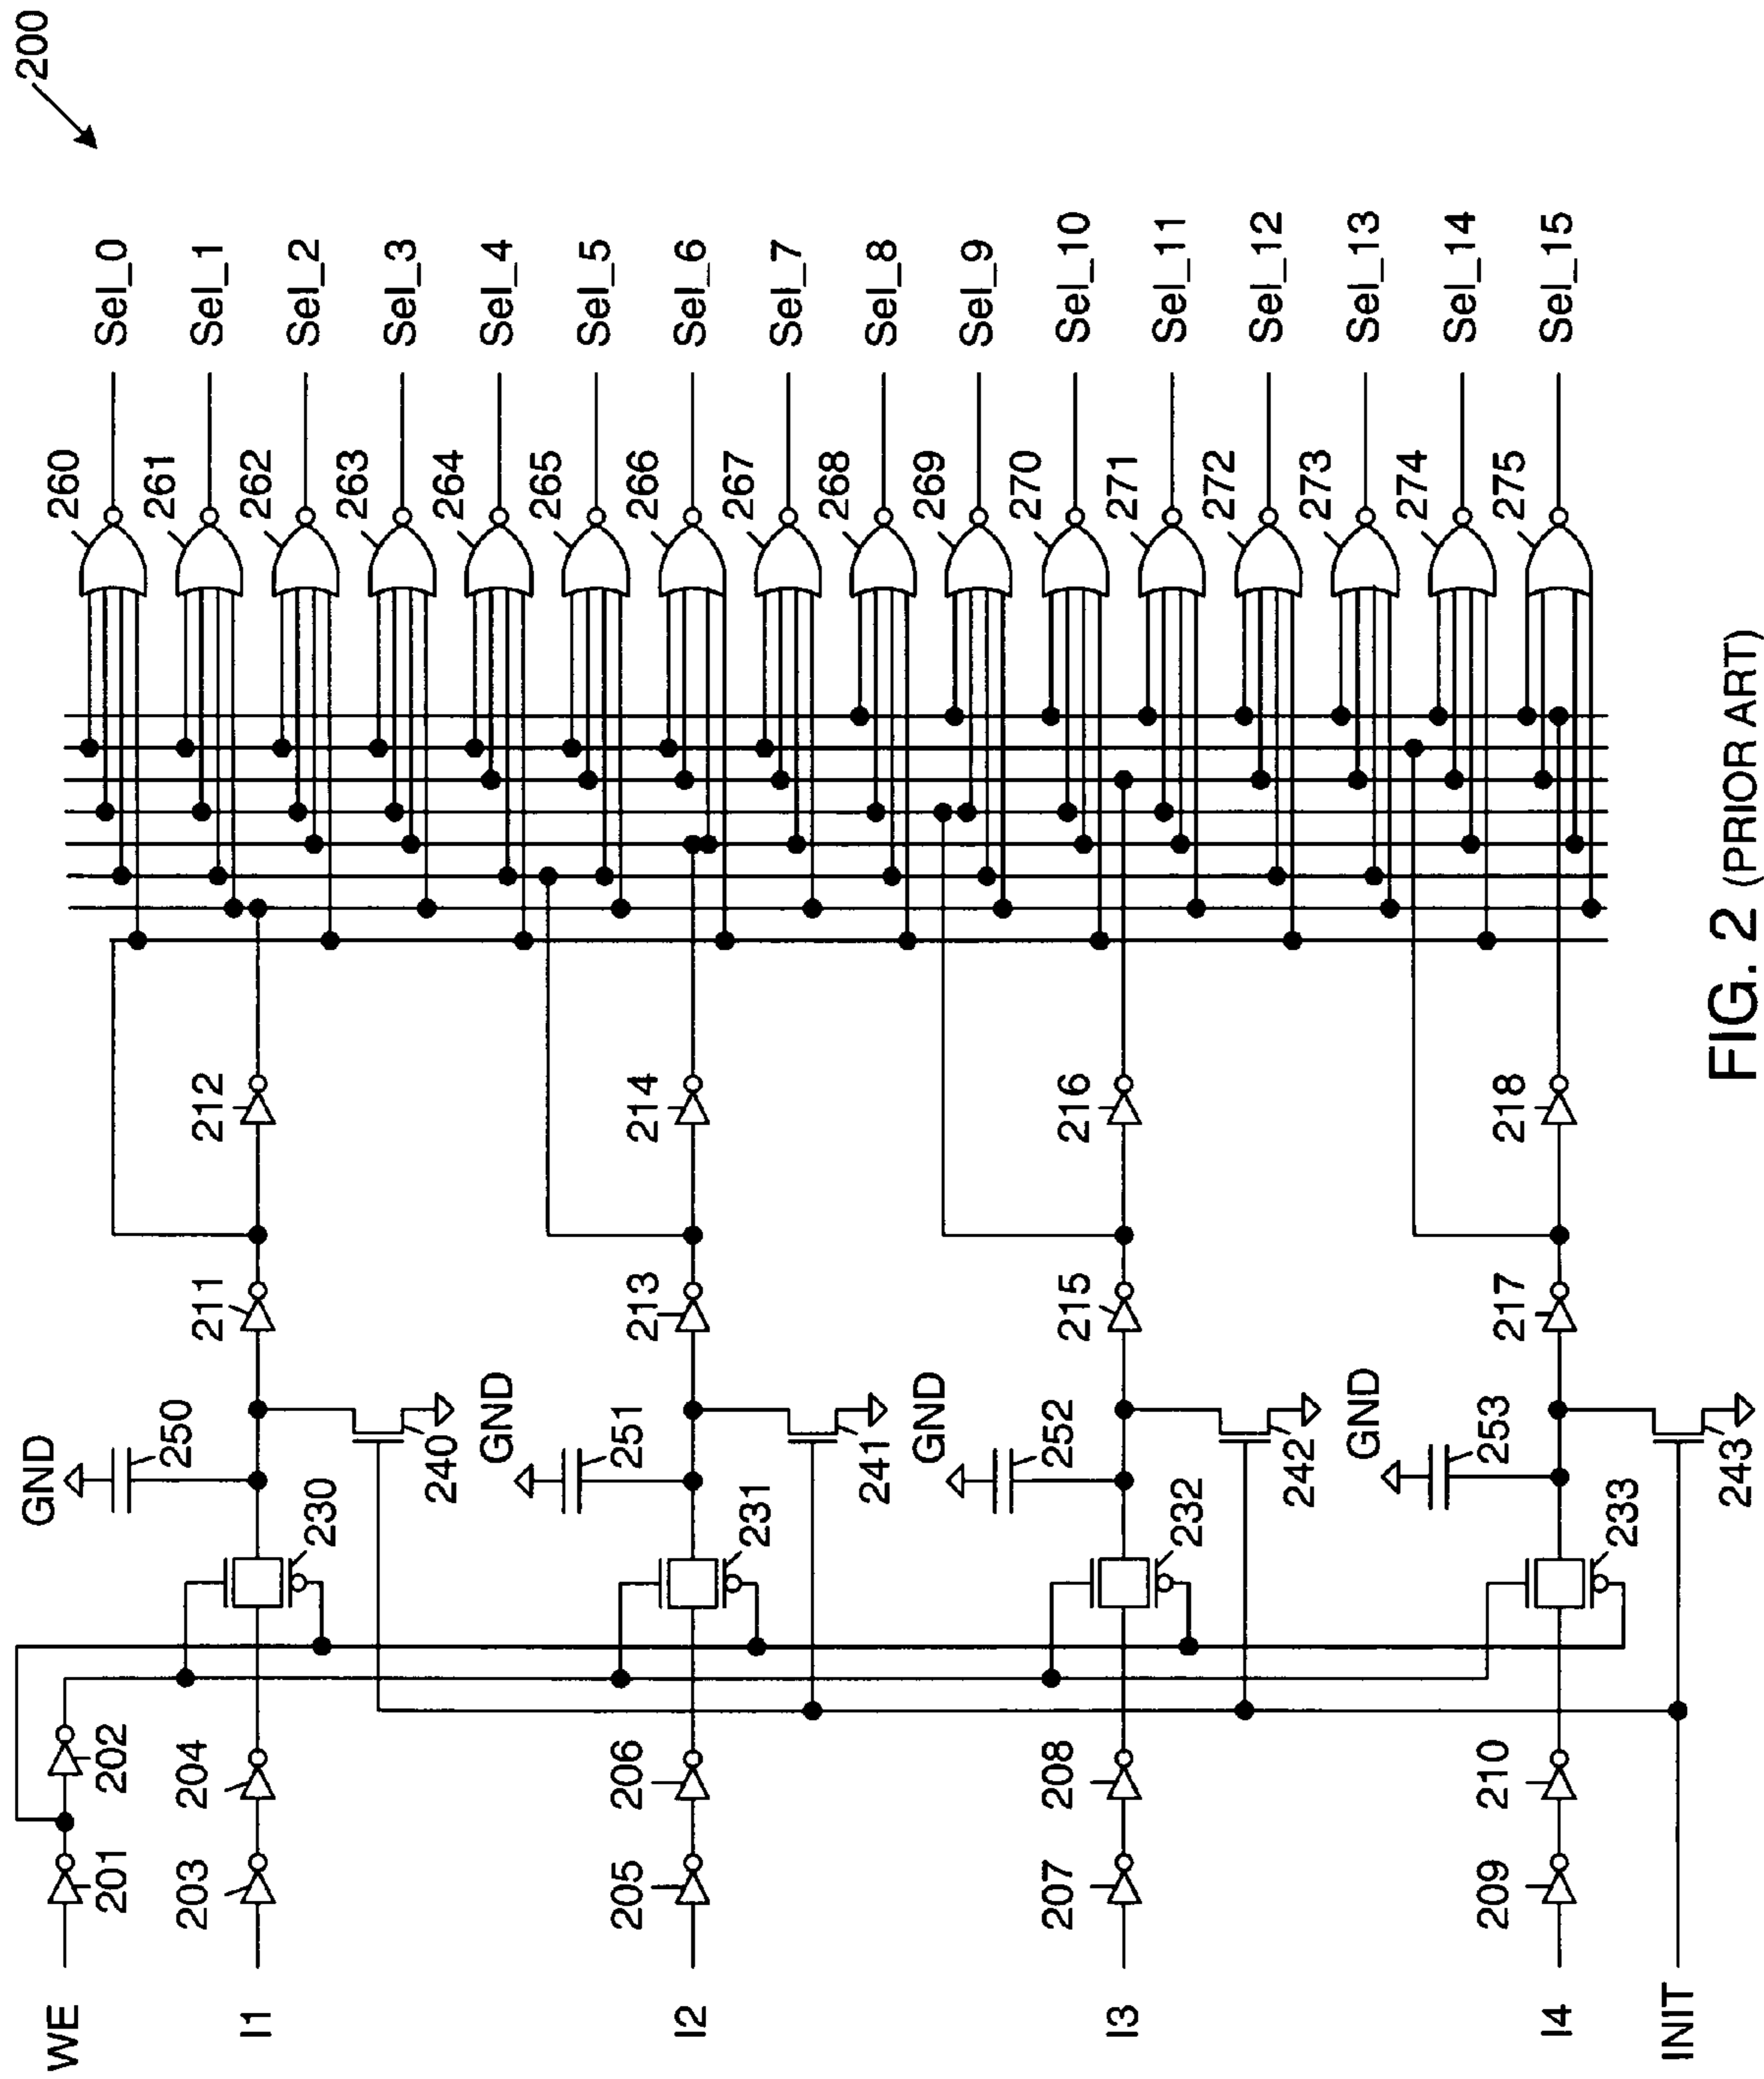 200
Sel_0
Sel_1
Sel_2
Sel_3
Sel_4
Sel_5
Sel_6
Sel_7
Sel_8
Sel_9
Sel_10
Sel_11
Sel_12
Sel_13
Sel_14
Sel_15
260
261
262
263
264
265
266
267
268
269
270
271
272
273
274
275
212
214
216
218
211
213
215
217
GND
250
240
230
GND
251
241
231
GND
252
242
232
GND
253
243
233
202
204
206
208
210
201
203
205
207
209
WE
I1
I2
I3
I4
INIT
FIG. 2 (PRIOR ART)